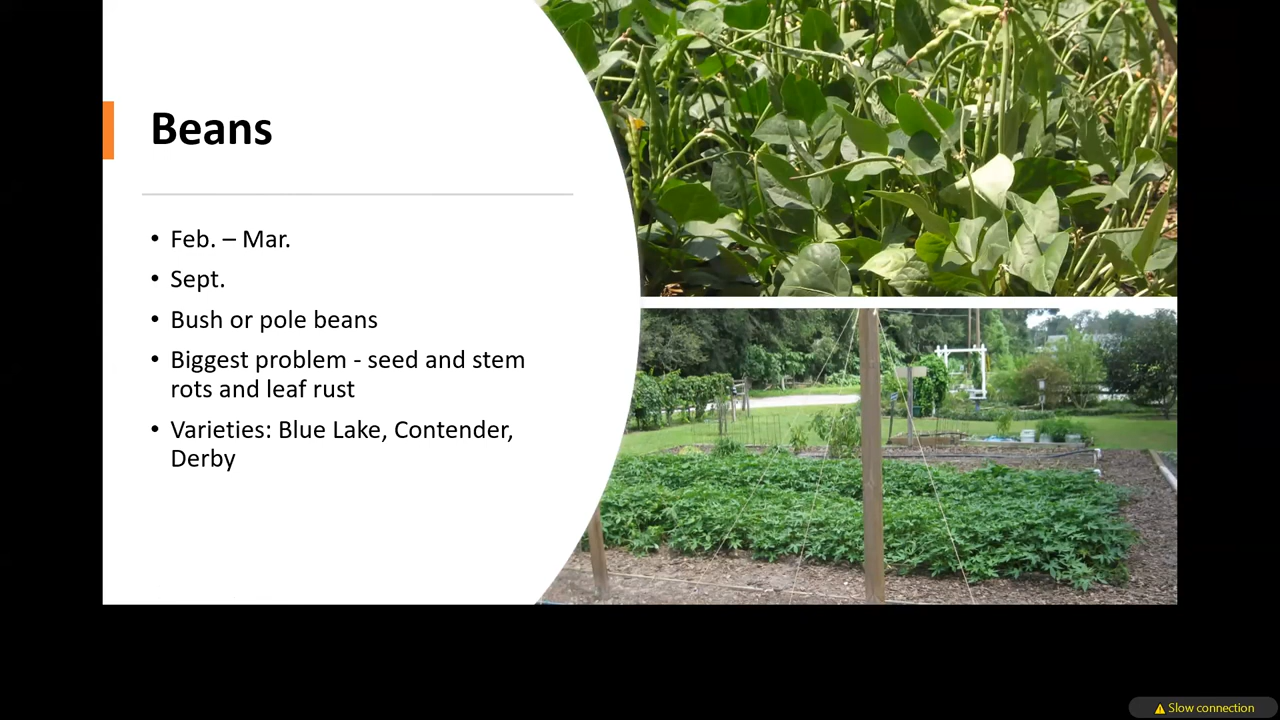 Beans
• Feb. – Mar.
• Sept.
• Bush or pole beans
• Biggest problem - seed and stem
rots and leaf rust
• Varieties: Blue Lake, Contender,
Derby
Slow connection